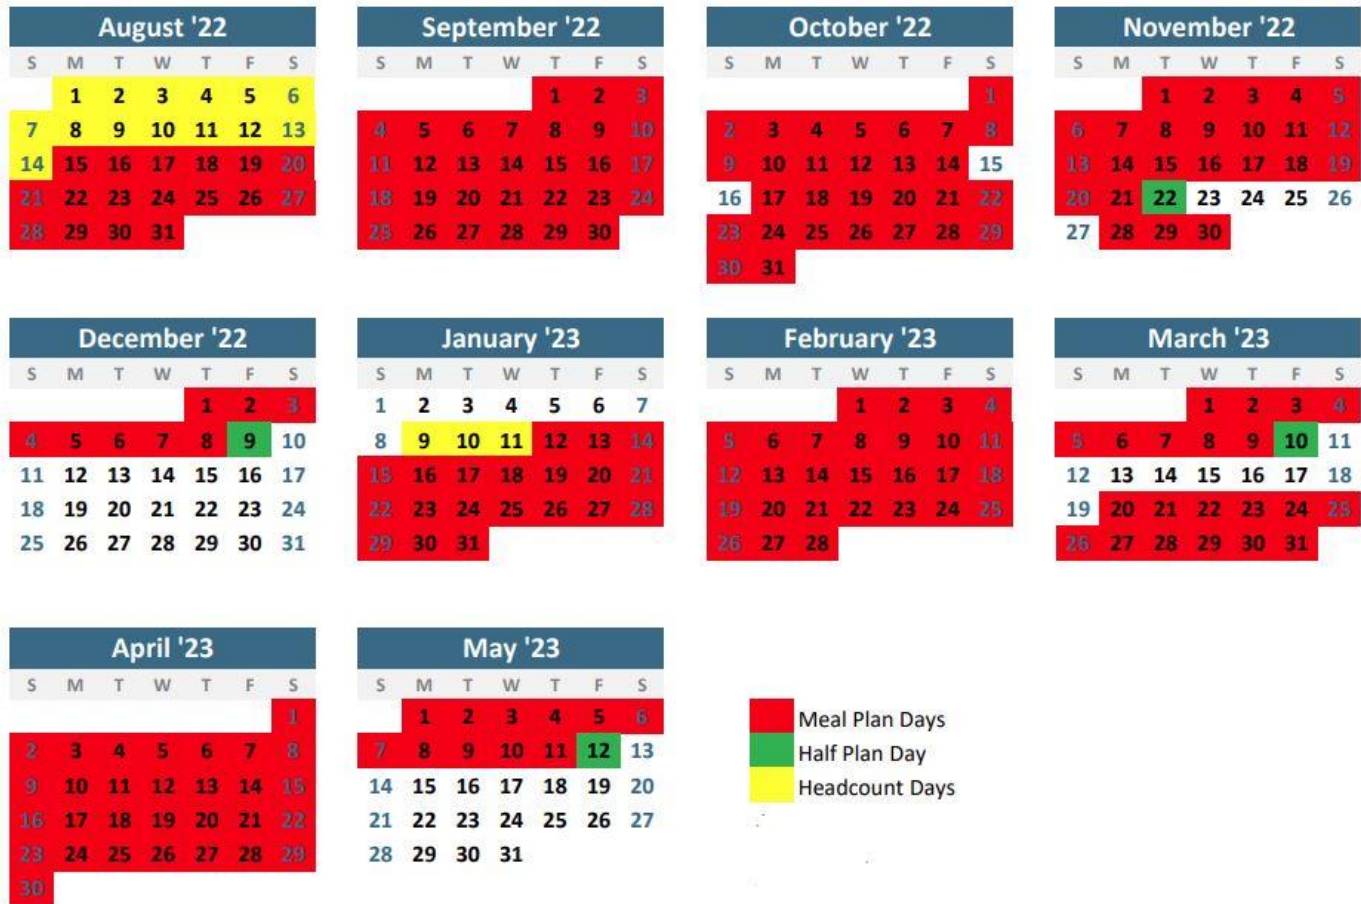 August '22
S M T W T F S
1 2 3 4 5 6
7 8 9 10 11 12 13
14 15 16 17 18 19 20
21 22 23 24 25 26 27
28 29 30 31
September '22
S M T W T F S
1 2 3
4 5 6 7 8 9 10
11 12 13 14 15 16 17
18 19 20 21 22 23 24
25 26 27 28 29 30
October '22
S M T W T F S
1
2 3 4 5 6 7 8
9 10 11 12 13 14 15
16 17 18 19 20 21 22
23 24 25 26 27 28 29
30 31
November '22
S M T W T F S
1 2 3 4 5
6 7 8 9 10 11 12
13 14 15 16 17 18 19
20 21 22 23 24 25 26
27 28 29 30
December '22
S M T W T F S
1 2 3
4 5 6 7 8 9 10
11 12 13 14 15 16 17
18 19 20 21 22 23 24
25 26 27 28 29 30 31
January '23
S M T W T F S
1 2 3 4 5 6 7
8 9 10 11 12 13 14
15 16 17 18 19 20 21
22 23 24 25 26 27 28
29 30 31
February '23
S M T W T F S
1 2 3 4
5 6 7 8 9 10 11
12 13 14 15 16 17 18
19 20 21 22 23 24 25
26 27 28
March '23
S M T W T F S
1 2 3 4
5 6 7 8 9 10 11
12 13 14 15 16 17 18
19 20 21 22 23 24 25
26 27 28 29 30 31
April '23
S M T W T F S
1
2 3 4 5 6 7 8
9 10 11 12 13 14 15
16 17 18 19 20 21 22
23 24 25 26 27 28 29
30
May '23
S M T W T F S
1 2 3 4 5 6
7 8 9 10 11 12 13
14 15 16 17 18 19 20
21 22 23 24 25 26 27
28 29 30 31
Meal Plan Days
Half Plan Day
Headcount Days